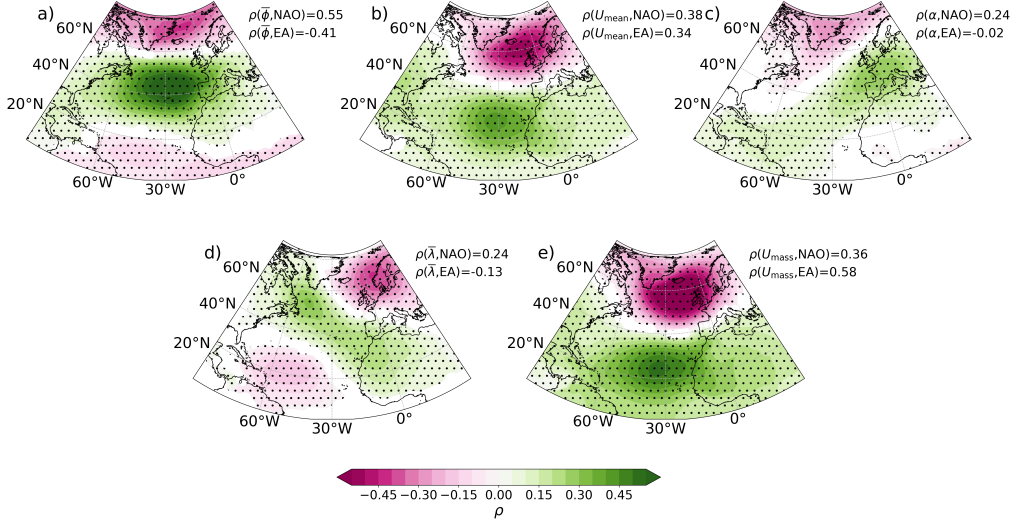 a)
ρ(ϕ̅,NAO)=0.55
ρ(ϕ̅,EA)=-0.41
60°N
40°N
20°N
60°W
30°W
0°
b)
ρ(U_mean,NAO)=0.38
ρ(U_mean,EA)=0.34
60°N
40°N
20°N
60°W
30°W
0°
c)
ρ(α,NAO)=0.24
ρ(α,EA)=-0.02
60°N
40°N
20°N
60°W
30°W
0°
d)
ρ(λ̅,NAO)=0.24
ρ(λ̅,EA)=-0.13
60°N
40°N
20°N
60°W
30°W
0°
e)
ρ(U_mass,NAO)=0.36
ρ(U_mass,EA)=0.58
60°N
40°N
20°N
60°W
30°W
0°
−0.45 −0.30 −0.15 0.00 0.15 0.30 0.45
ρ